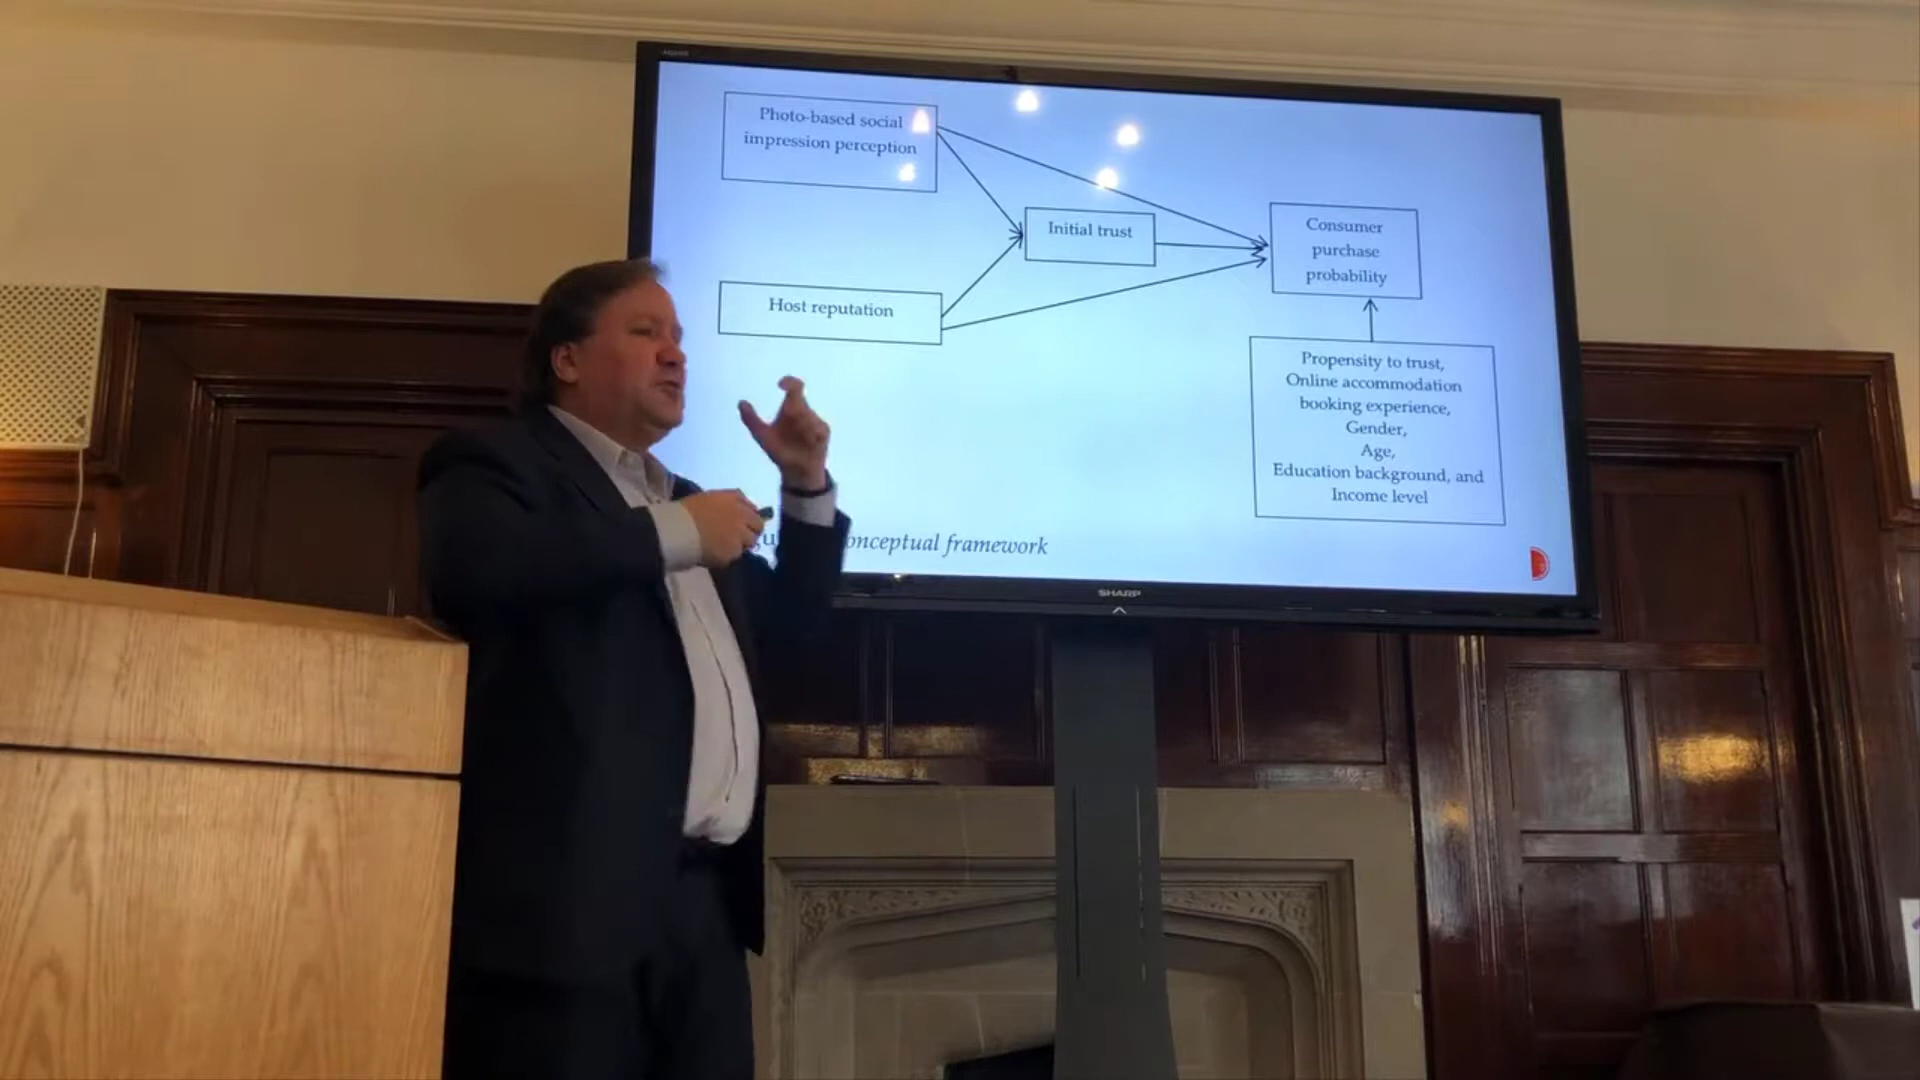 Photo-based social
impression perception
Initial trust
Host reputation
Consumer
purchase
probability
Propensity to trust,
Online accommodation
booking experience,
Gender,
Age,
Education background, and
Income level
framework
SHARP